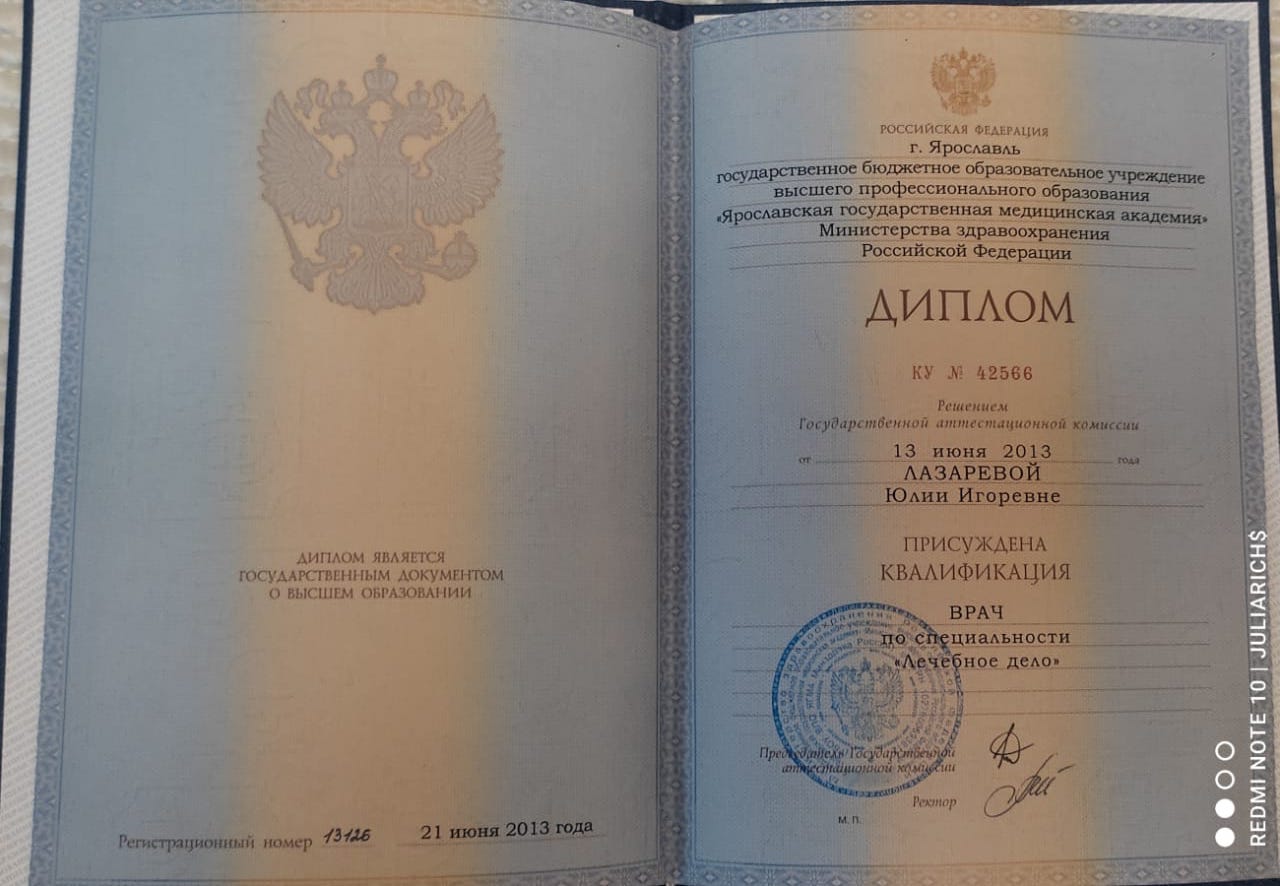 ДИПЛОМ ЯВЛЯЕТСЯ
ГОСУДАРСТВЕННЫМ ДОКУМЕНТОМ
О ВЫСШЕМ ОБРАЗОВАНИИ
Регистрационный номер 13126 21 июня 2013 года
РОССИЙСКАЯ ФЕДЕРАЦИЯ
г. Ярославль
государственное бюджетное образовательное учреждение
высшего профессионального образования
«Ярославская государственная медицинская академия»
Министерства здравоохранения
Российской Федерации
ДИПЛОМ
КУ № 42566
Решением
Государственной аттестационной комиссии
от 13 июня 2013 года
ЛАЗАРЕВОЙ
Юлии Игоревне
ПРИСУЖДЕНА
КВАЛИФИКАЦИЯ
ВРАЧ
по специальности
«Лечебное дело»
Председатель Государственной
аттестационной комиссии
Ректор
М. П.
REDMI NOTE 10 | JULIARICH$